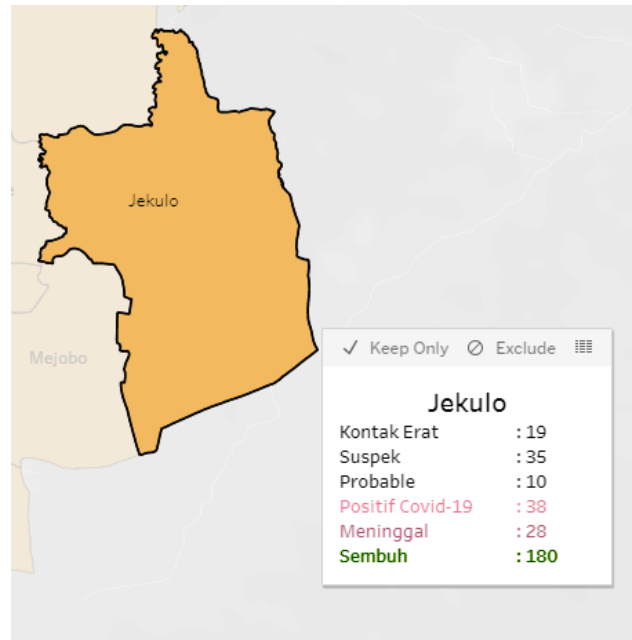 Jekulo
Mejobo
Keep Only Exclude
Jekulo
Kontak Erat : 19
Suspek : 35
Probable : 10
Positif Covid-19 : 38
Meninggal : 28
Sembuh : 180